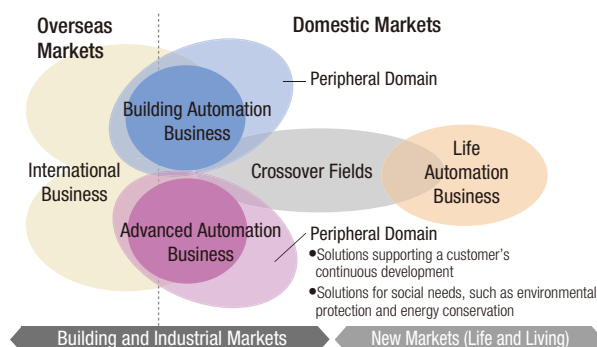 Overseas
Markets
Domestic Markets
Peripheral Domain
Building Automation
Business
International
Business
Crossover Fields
Life
Automation
Business
Advanced Automation
Business
Peripheral Domain
●Solutions supporting a customer's
continuous development
●Solutions for social needs, such as environmental
protection and energy conservation
Building and Industrial Markets
New Markets (Life and Living)